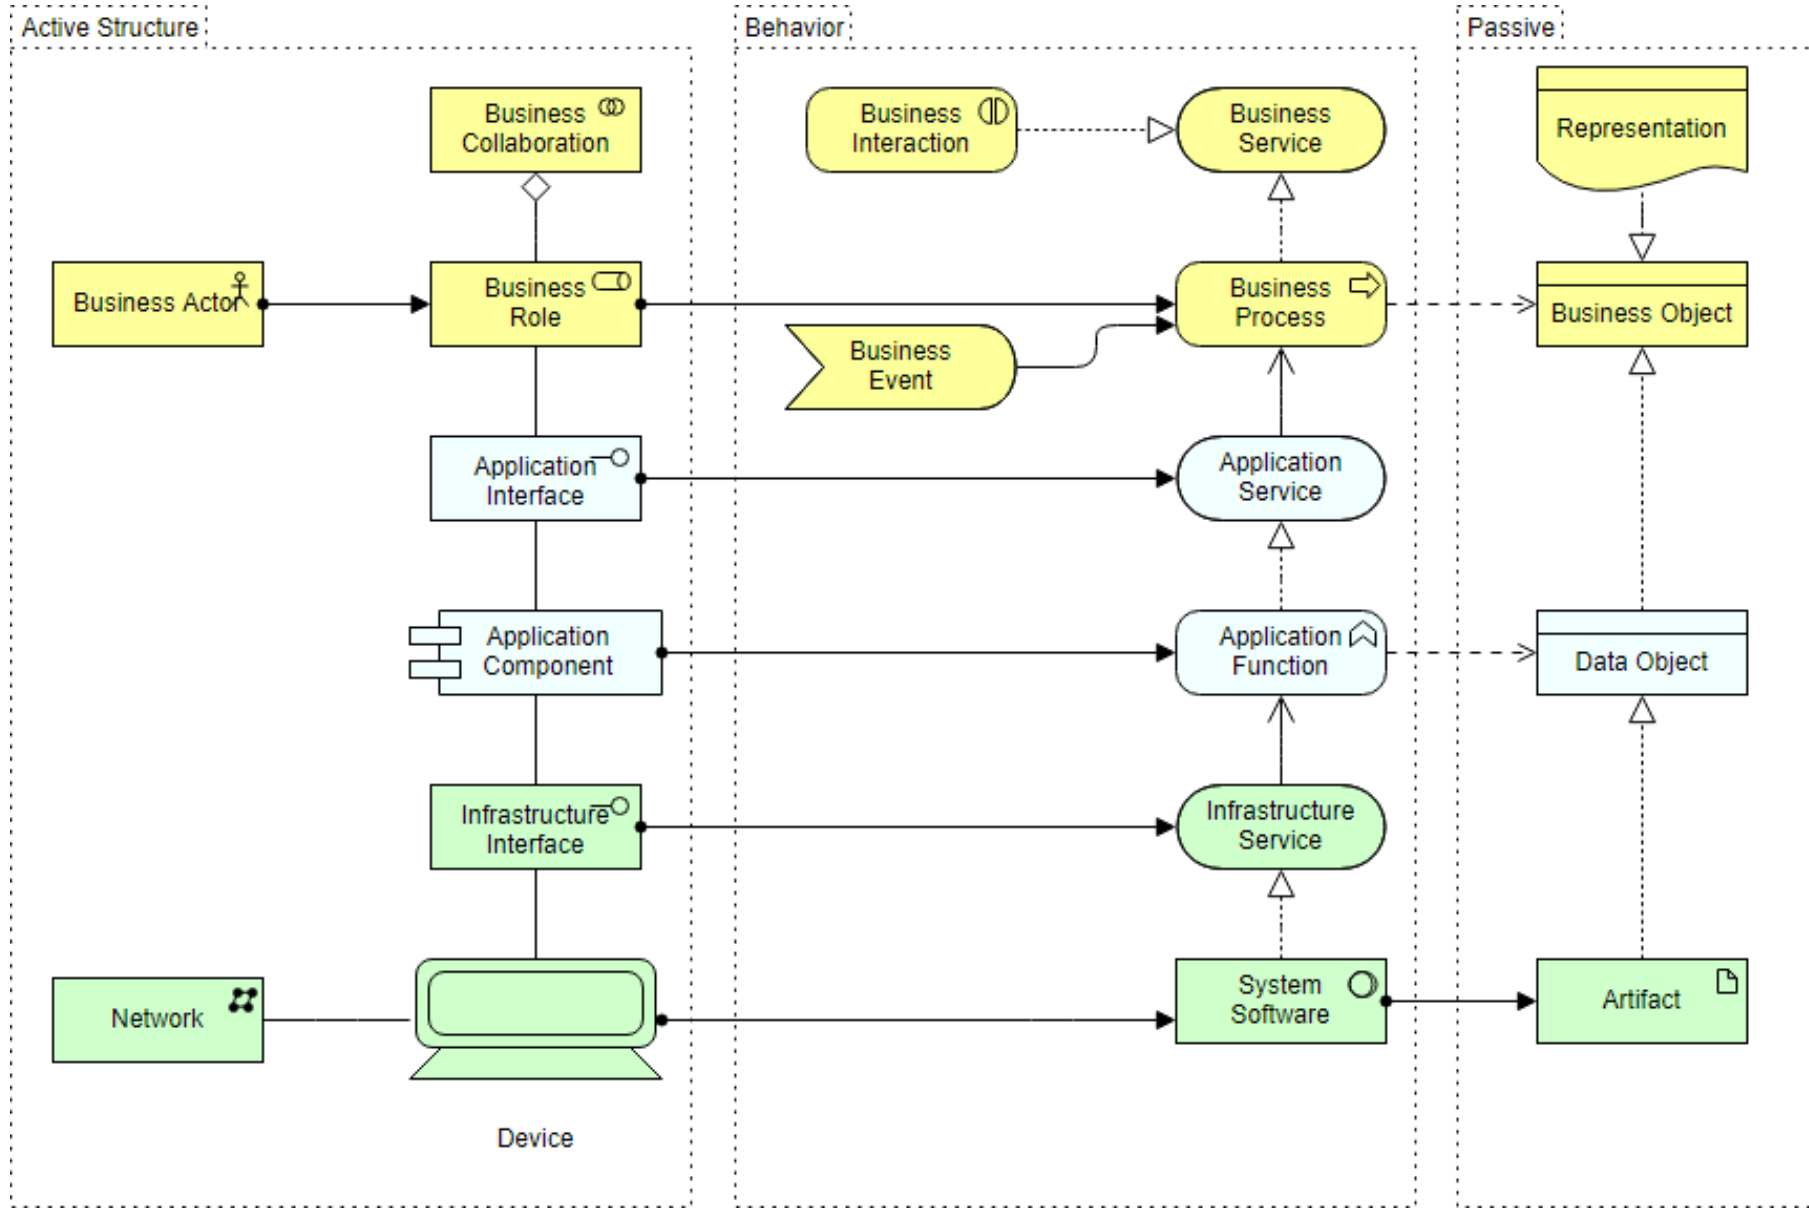 Active Structure
Behavior
Passive
Business
Collaboration
Business
Interaction
Business
Service
Representation
Business Actor
Business
Role
Business
Process
Business Object
Business
Event
Application
Interface
Application
Service
Application
Component
Application
Function
Data Object
Infrastructure
Interface
Infrastructure
Service
Network
System
Software
Artifact
Device